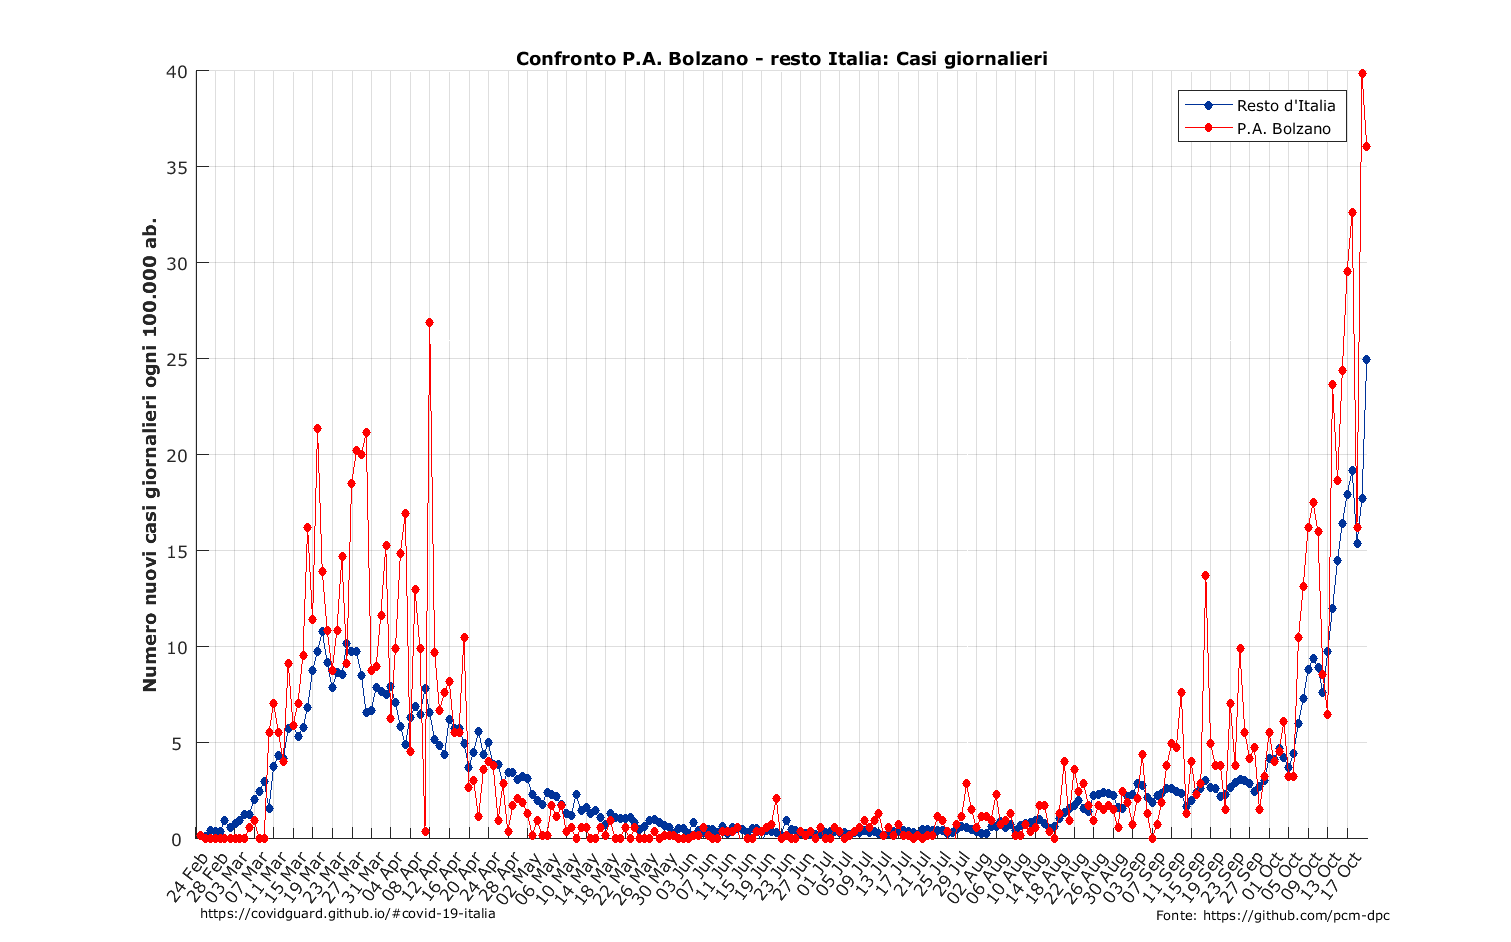 Confronto P.A. Bolzano - resto Italia: Casi giornalieri
Numero nuovi casi giornalieri ogni 100.000 ab.
40
35
30
25
20
15
10
5
0
Resto d'Italia
P.A. Bolzano
24 Feb
28 Feb
03 Mar
07 Mar
11 Mar
15 Mar
19 Mar
23 Mar
27 Mar
31 Mar
04 Apr
08 Apr
12 Apr
16 Apr
20 Apr
24 Apr
28 Apr
02 May
06 May
10 May
14 May
18 May
22 May
26 May
30 May
03 Jun
07 Jun
11 Jun
15 Jun
19 Jun
23 Jun
27 Jun
01 Jul
05 Jul
09 Jul
13 Jul
17 Jul
21 Jul
25 Jul
29 Jul
02 Aug
06 Aug
10 Aug
14 Aug
18 Aug
22 Aug
26 Aug
30 Aug
03 Sep
07 Sep
11 Sep
15 Sep
19 Sep
23 Sep
27 Sep
01 Oct
05 Oct
09 Oct
13 Oct
17 Oct
https://covidguard.github.io/#covid-19-italia
Fonte: https://github.com/pcm-dpc